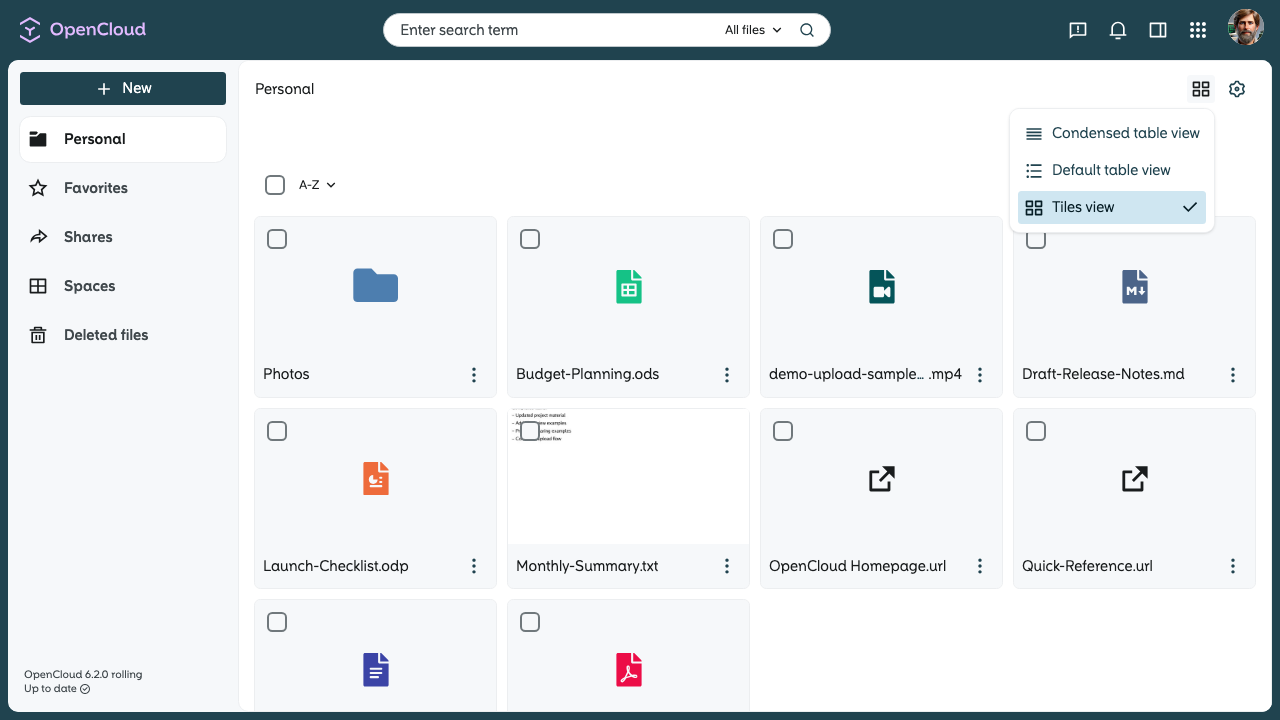 OpenCloud
Enter search term
All files
New
Personal
Favorites
Shares
Spaces
Deleted files
OpenCloud 6.2.0 rolling
Up to date
Personal
Condensed table view
Default table view
Tiles view
A-Z
Photos
Budget-Planning.ods
demo-upload-sample... .mp4
M
Draft-Release-Notes.md
Launch-Checklist.odp
- Updated project material
Monthly-Summary.txt
OpenCloud Homepage.url
Quick-Reference.url